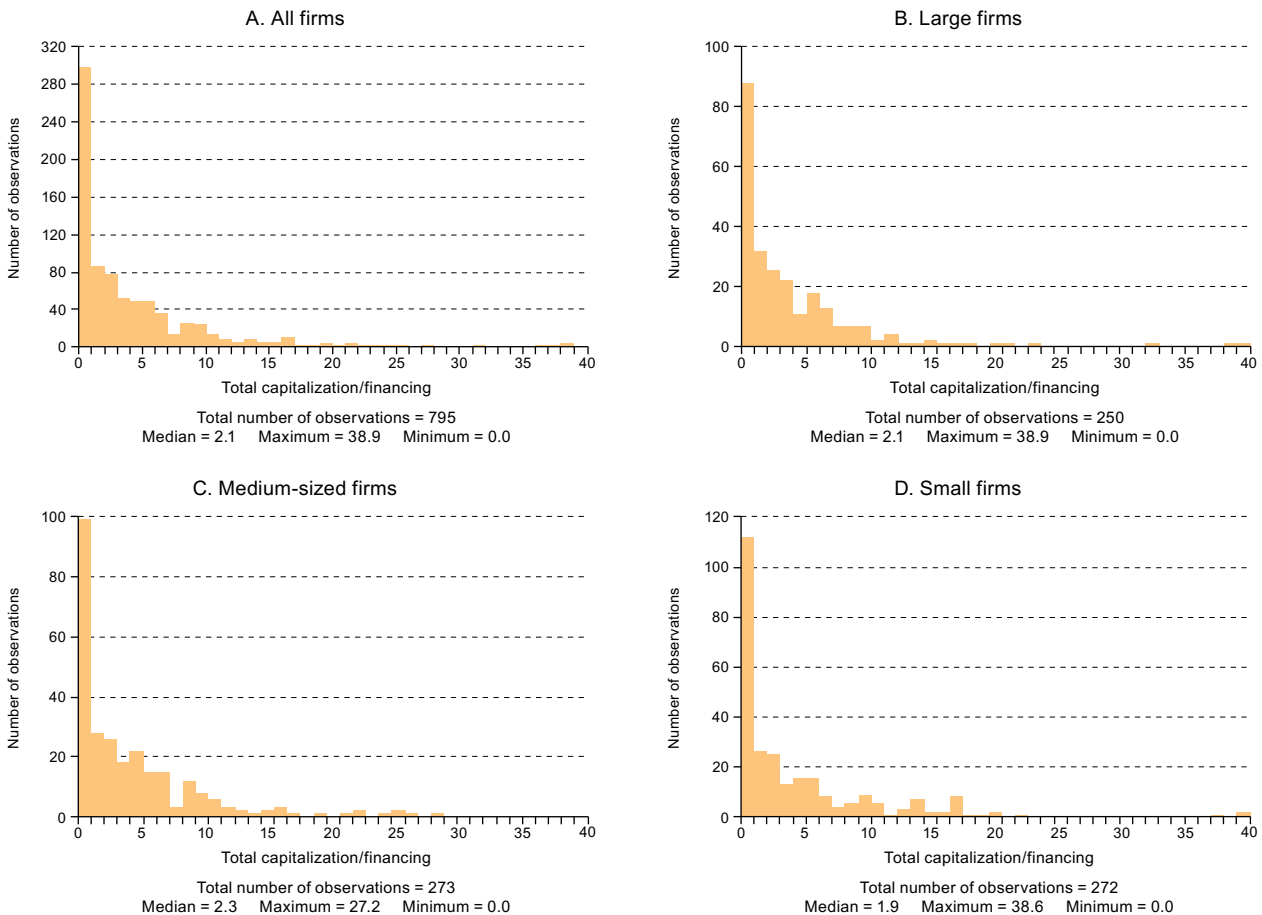 A. All firms
Number of observations
320
280
240
200
160
120
80
40
0
0 5 10 15 20 25 30 35 40
Total capitalization/financing
Total number of observations = 795
Median = 2.1 Maximum = 38.9 Minimum = 0.0
B. Large firms
Number of observations
100
80
60
40
20
0
0 5 10 15 20 25 30 35 40
Total capitalization/financing
Total number of observations = 250
Median = 2.1 Maximum = 38.9 Minimum = 0.0
C. Medium-sized firms
Number of observations
100
80
60
40
20
0
0 5 10 15 20 25 30 35 40
Total capitalization/financing
Total number of observations = 273
Median = 2.3 Maximum = 27.2 Minimum = 0.0
D. Small firms
Number of observations
120
100
80
60
40
20
0
0 5 10 15 20 25 30 35 40
Total capitalization/financing
Total number of observations = 272
Median = 1.9 Maximum = 38.6 Minimum = 0.0